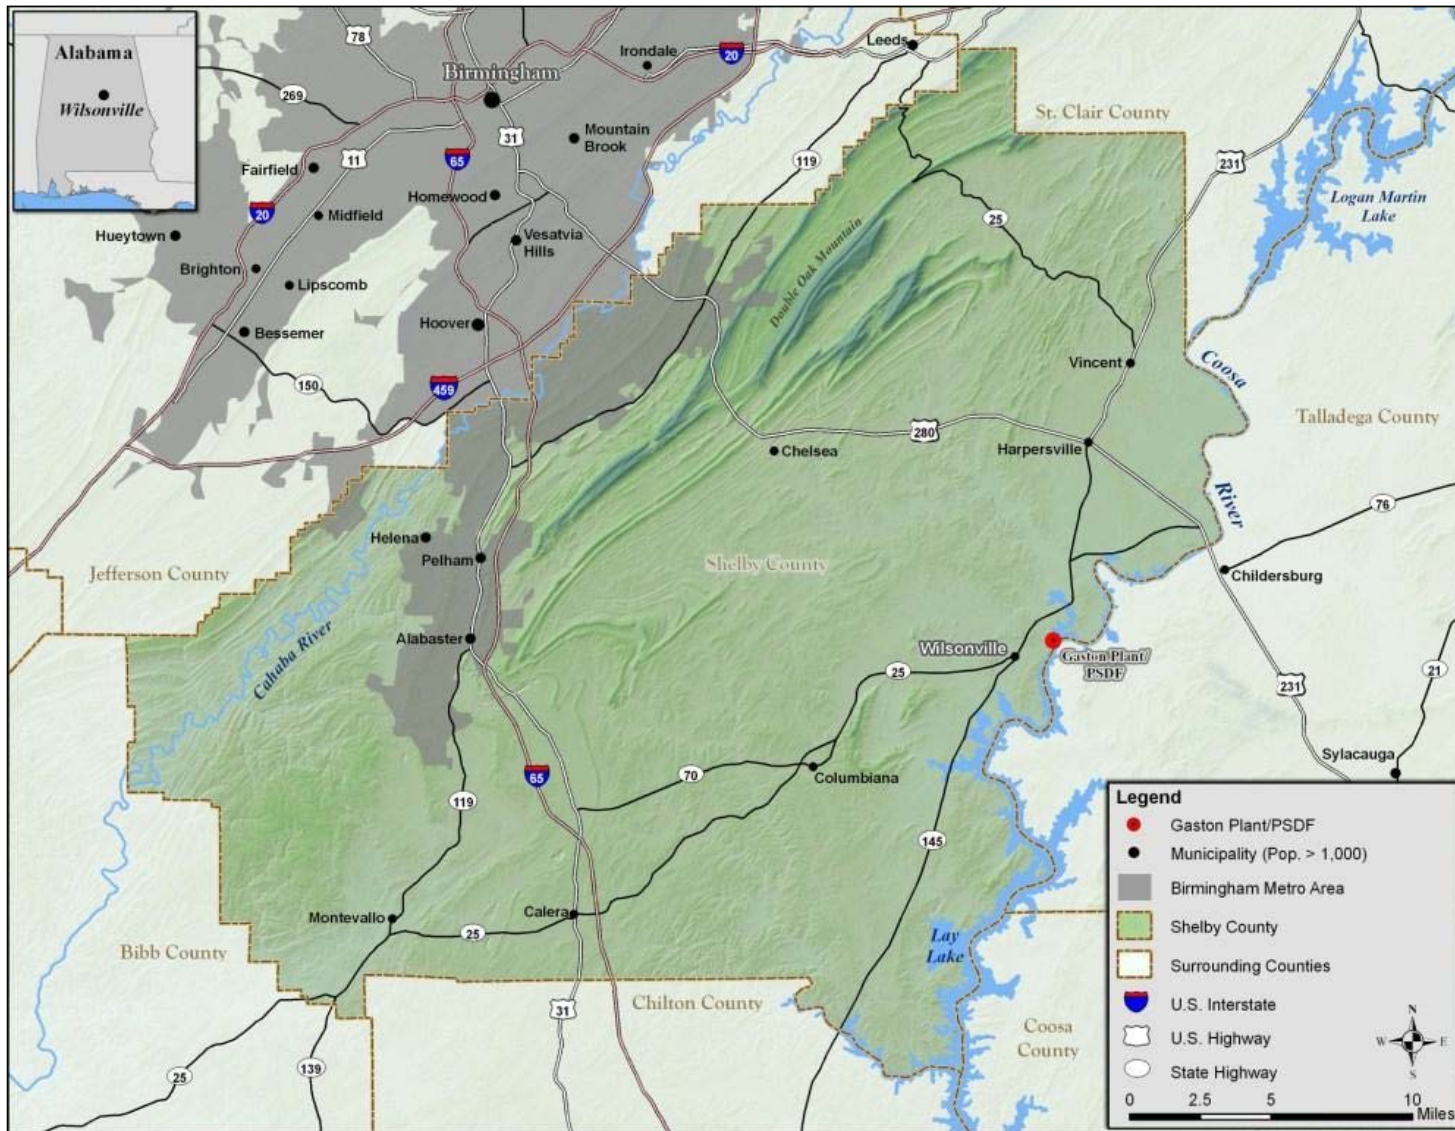 Alabama
Wilsonville
78
Irondale
20
Leeds
Birmingham
269
St. Clair County
31
Mountain
Brook
11
65
119
231
Fairfield
Homewood
Logan Martin
Lake
20
Midfield
25
Hueytown
Vesatvia
Hills
Brighton
Lipscomb
Double Oak Mountain
Hoover
Bessemer
Vincent
Coosa
150
459
Talladega County
280
Chelsea
Harpersville
River
76
Helena
Pelham
Shelby County
Jefferson County
Childersburg
Alabaster
Cahaba River
Wilsonville
Gaston Plant/
PSDF
25
21
231
Sylacauga
65
70
Columbiana
119
145
Montevallo
Calera
25
Lay
Lake
Bibb County
Chilton County
31
Coosa
County
25
139
Legend
Gaston Plant/PSDF
Municipality (Pop. > 1,000)
Birmingham Metro Area
Shelby County
Surrounding Counties
U.S. Interstate
U.S. Highway
State Highway
N
W E
S
0 2.5 5 10
Miles